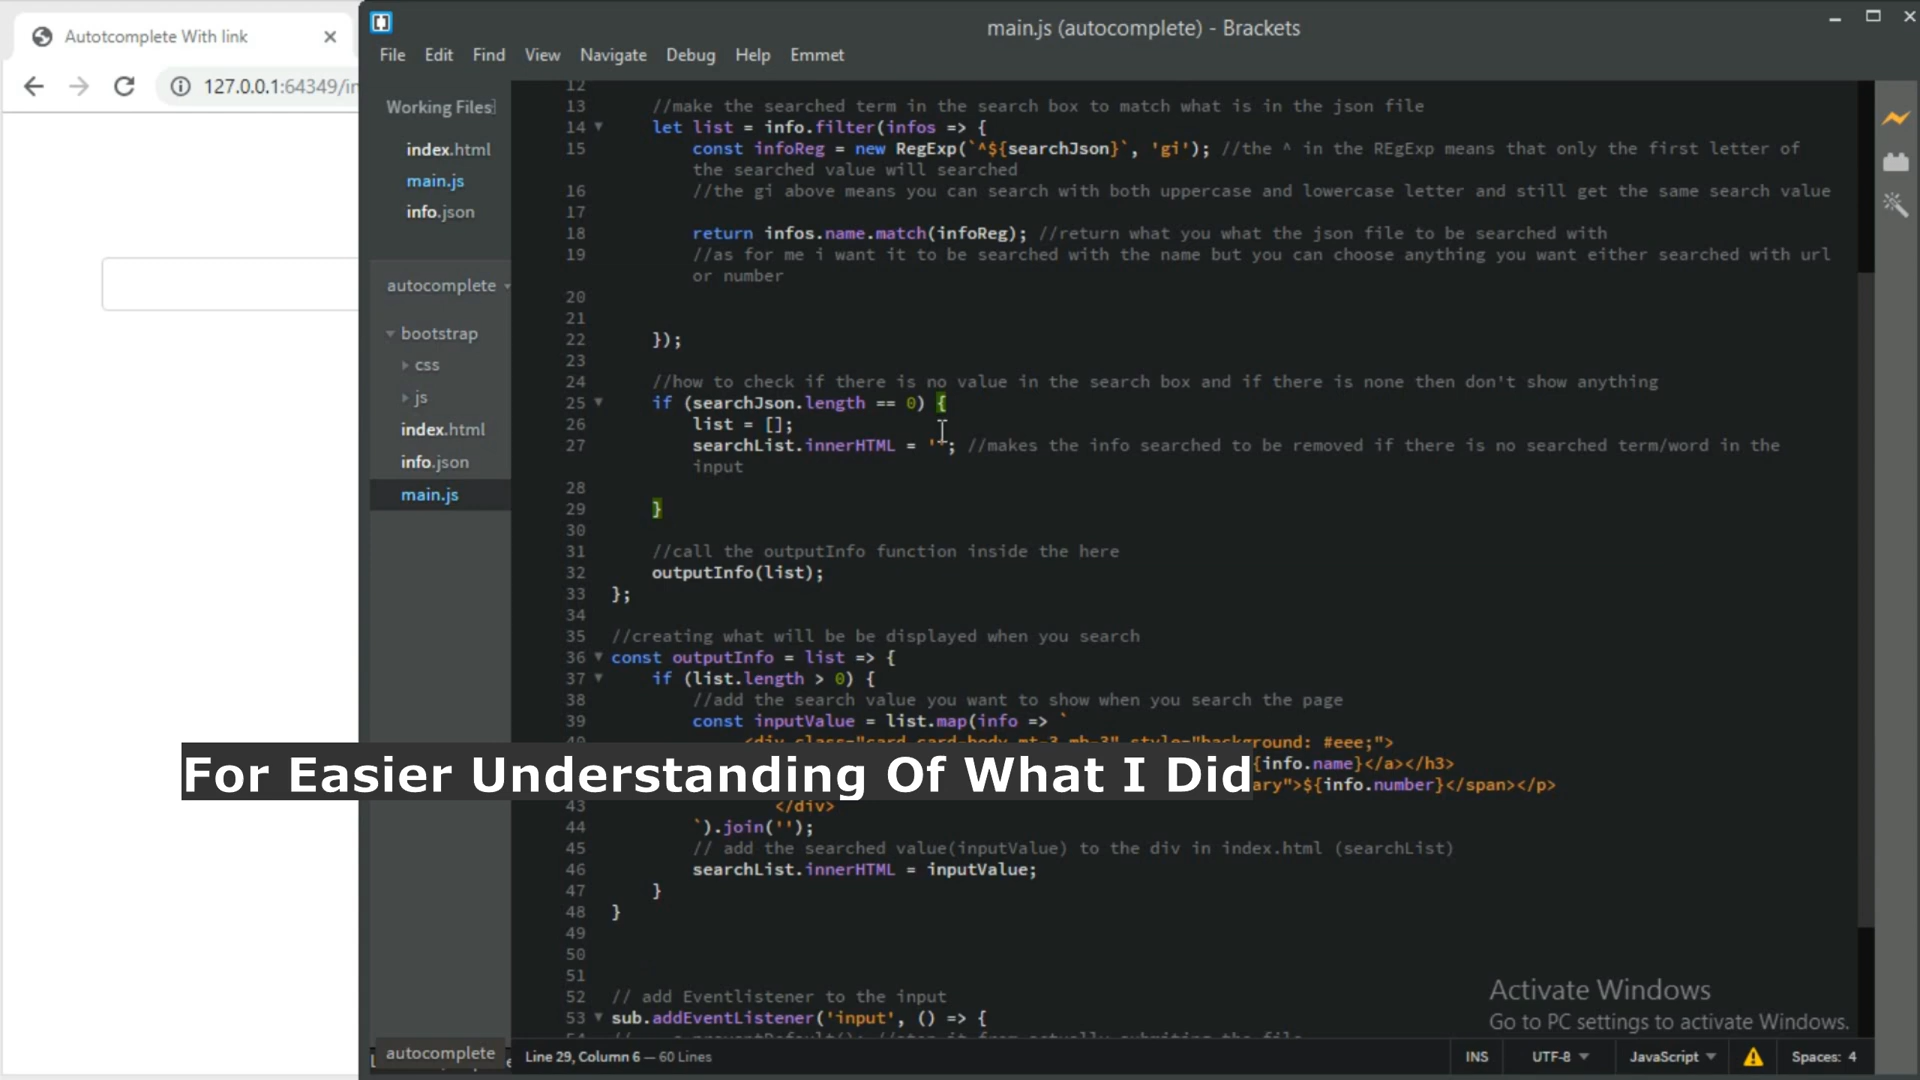 Autotcomplete With link
main.js (autocomplete) - Brackets
File Edit Find View Navigate Debug Help Emmet
127.0.0.1:64349/in
Working Files
index.html
main.js
info.json
autocomplete
bootstrap
css
js
index.html
info.json
main.js
12
13 //make the searched term in the search box to match what is in the json file
14 let list = info.filter(infos => {
15 const infoReg = new RegExp(`^${searchJson}`, 'gi'); //the ^ in the REgExp means that only the first letter of
the searched value will searched
16 //the gi above means you can search with both uppercase and lowercase letter and still get the same search value
17
18 return infos.name.match(infoReg); //return what you what the json file to be searched with
19 //as for me i want it to be searched with the name but you can choose anything you want either searched with url
or number
20
21
22 });
23
24 //how to check if there is no value in the search box and if there is none then don't show anything
25 if (searchJson.length == 0) {
26 list = [];
27 searchList.innerHTML = ''; //makes the info searched to be removed if there is no searched term/word in the
input
28
29 }
30
31 //call the outputInfo function inside the here
32 outputInfo(list);
33 };
34
35 //creating what will be be displayed when you search
36 const outputInfo = list => {
37 if (list.length > 0) {
38 //add the search value you want to show when you search the page
39 const inputValue = list.map(info => `
<div class="card card-body mt-3 mb-3" style="background: #eee;">
{info.name}</a></h3>
For Easier Understanding Of What I Did
ary">${info.number}</span></p>
43 </div>
44 `).join('');
45 // add the searched value(inputValue) to the div in index.html (searchList)
46 searchList.innerHTML = inputValue;
47 }
48 }
49
50
51
52 // add Eventlistener to the input
53 sub.addEventListener('input', () => {
Activate Windows
Go to PC settings to activate Windows.
autocomplete
Line 29, Column 6 — 60 Lines
INS UTF-8 JavaScript Spaces: 4